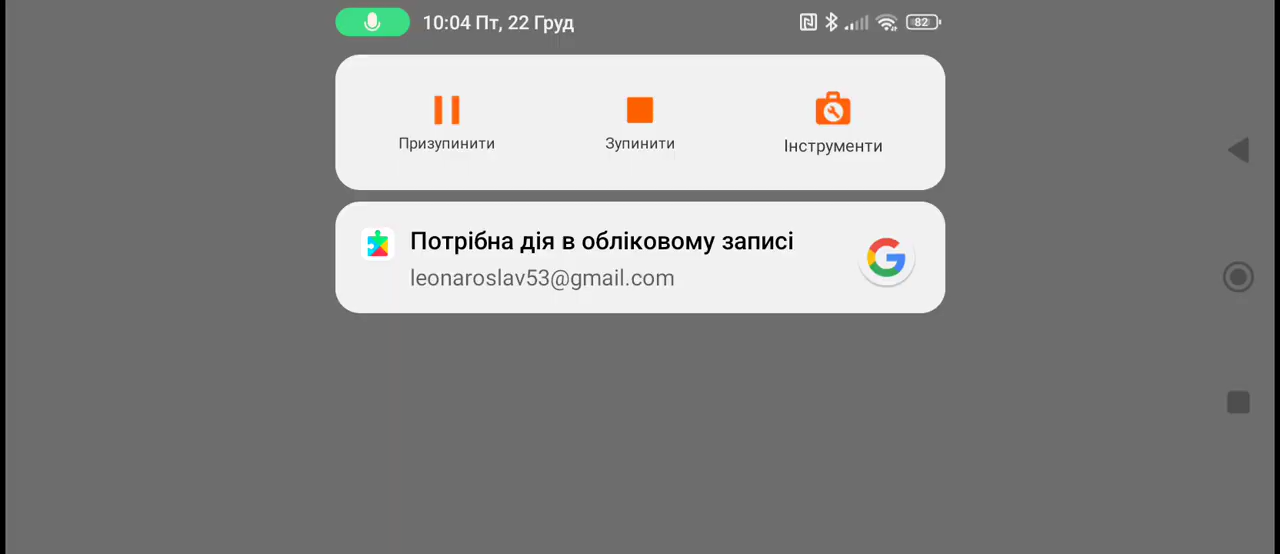 10:04 Пт, 22 Груд
82
Призупинити
Зупинити
Інструменти
Потрібна дія в обліковому записі
leonaroslav53@gmail.com